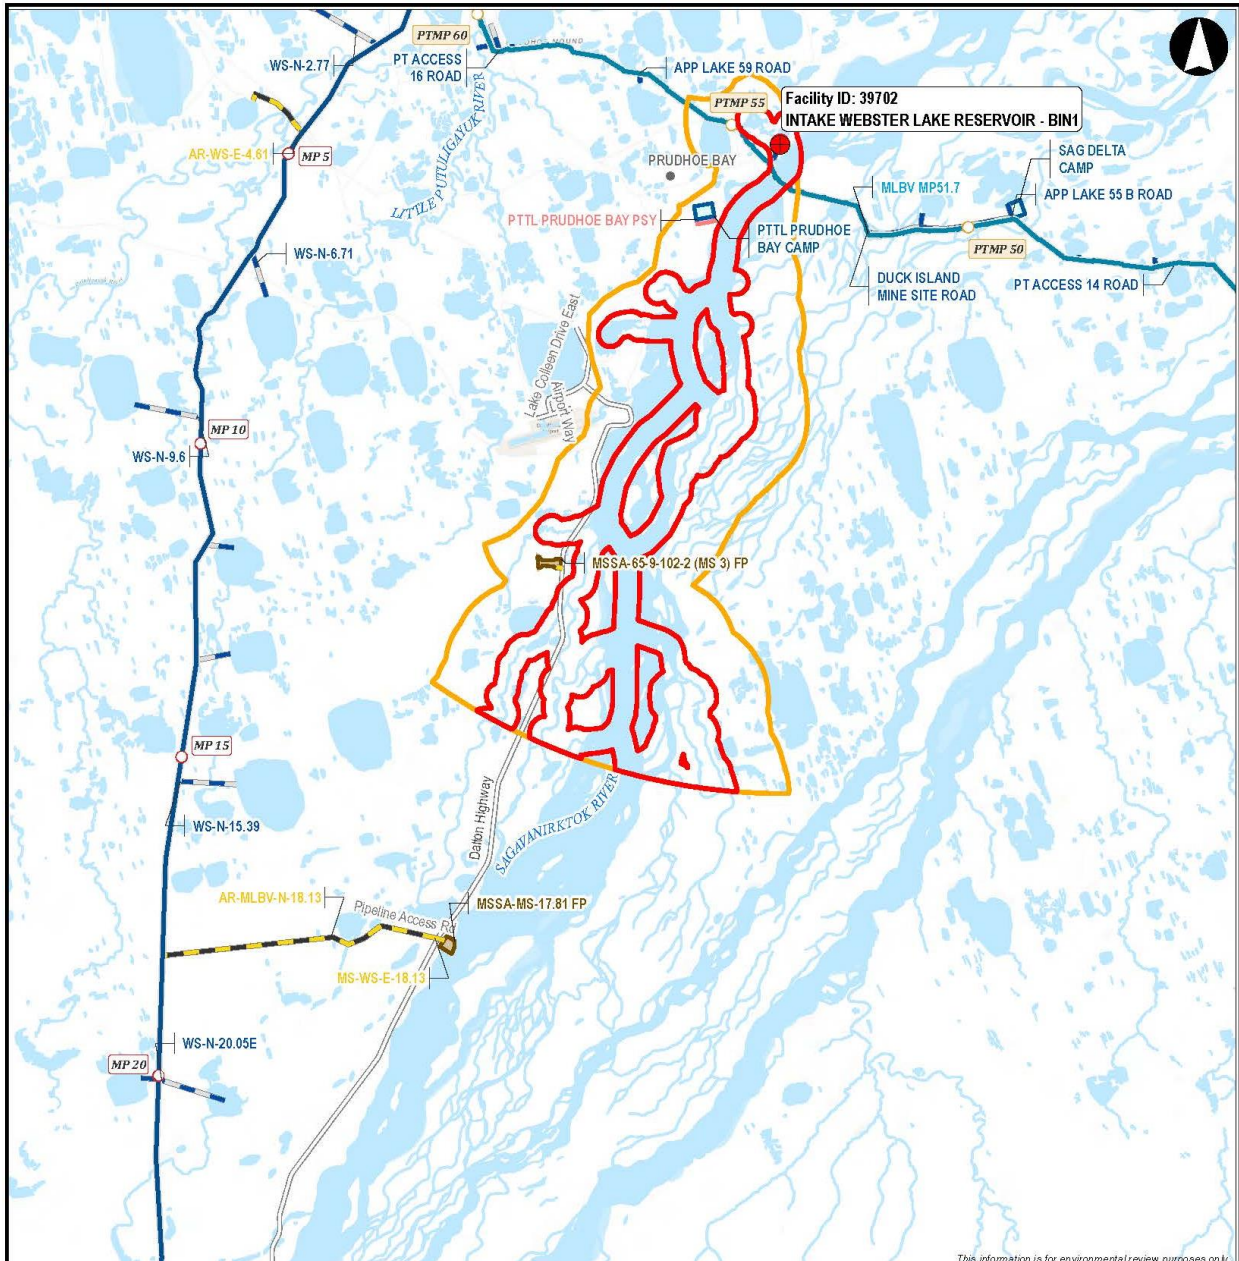 PTMP 60
WS-N-2.77
PT ACCESS
16 ROAD
APP LAKE 59 ROAD
PTMP 55
Facility ID: 39702
INTAKE WEBSTER LAKE RESERVOIR - BIN1
AR-WS-E-4.61
MP 5
LITTLE PUTULIGAYUK RIVER
PRUDHOE BAY
SAG DELTA
CAMP
MLBV MP51.7
APP LAKE 55 B ROAD
PTTL PRUDHOE BAY PSY
PTTL PRUDHOE
BAY CAMP
PTMP 50
WS-N-6.71
DUCK ISLAND
MINE SITE ROAD
PT ACCESS 14 ROAD
Lake Colleen Drive East
Airport Way
MP 10
WS-N-9.6
MSSA-65-9-102-2 (MS 3) FP
MP 15
WS-N-15.39
Dalton Highway
SAGAVANIRKTOK RIVER
AR-MLBV-N-18.13
Pipeline Access Rd
MSSA-MS-17.81 FP
MS-WS-E-18.13
WS-N-20.05E
MP 20
This information is for environmental review purposes only.